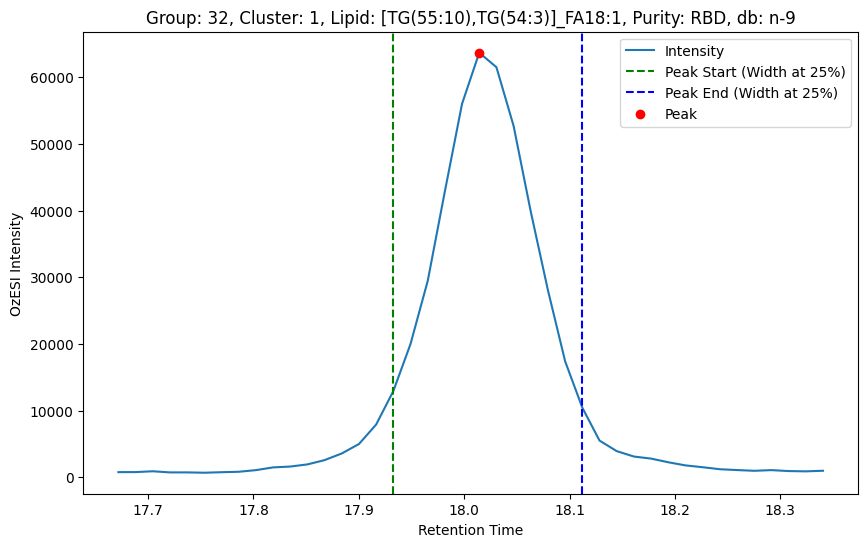 Group: 32, Cluster: 1, Lipid: [TG(55:10),TG(54:3)]_FA18:1, Purity: RBD, db: n-9
Intensity
Peak Start (Width at 25%)
Peak End (Width at 25%)
Peak
OzESI Intensity
60000
50000
40000
30000
20000
10000
0
17.7 17.8 17.9 18.0 18.1 18.2 18.3
Retention Time